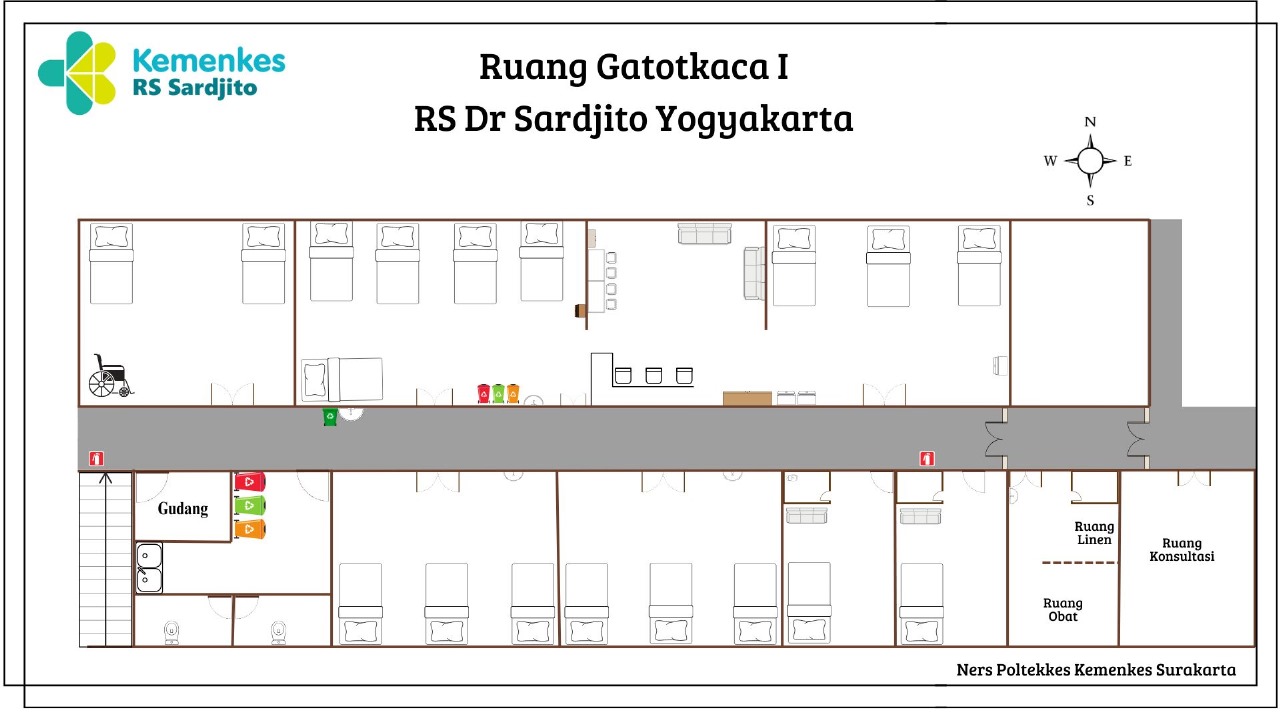 Kemenkes
RS Sardjito
Ruang Gatotkaca I
RS Dr Sardjito Yogyakarta
N
W
E
S
Gudang
Ruang
Linen
Ruang
Konsultasi
Ruang
Obat
Ners Poltekkes Kemenkes Surakarta